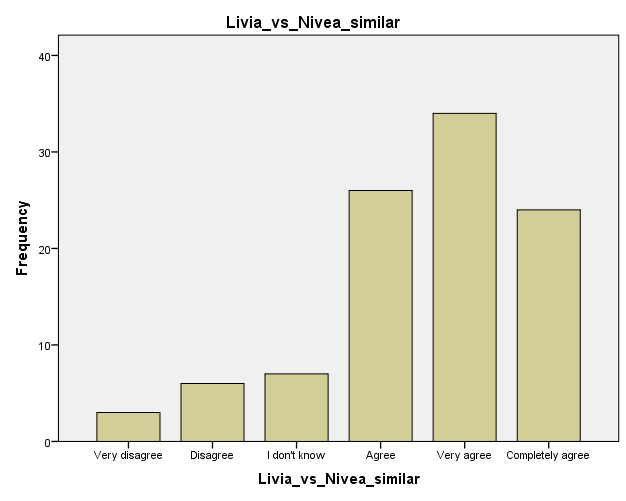 Livia_vs_Nivea_similar
40
30
20
10
0
Frequency
Very disagree
Disagree
I don't know
Agree
Very agree
Completely agree
Livia_vs_Nivea_similar